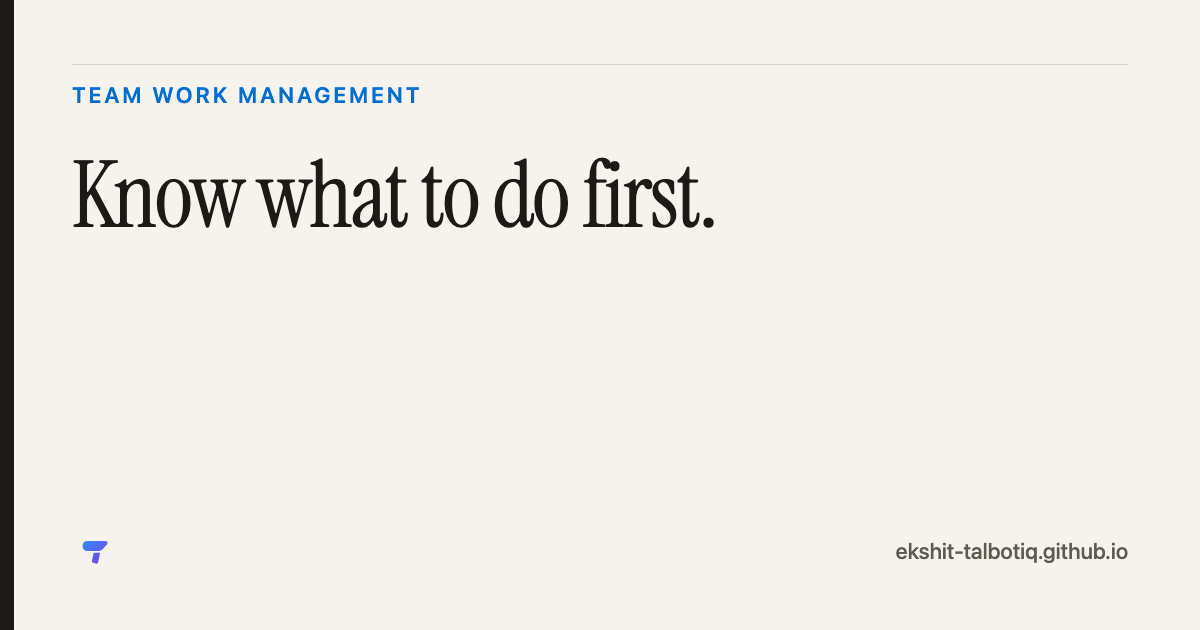 TEAM WORK MANAGEMENT
Know what to do first.
ekshit-talbotiq.github.io